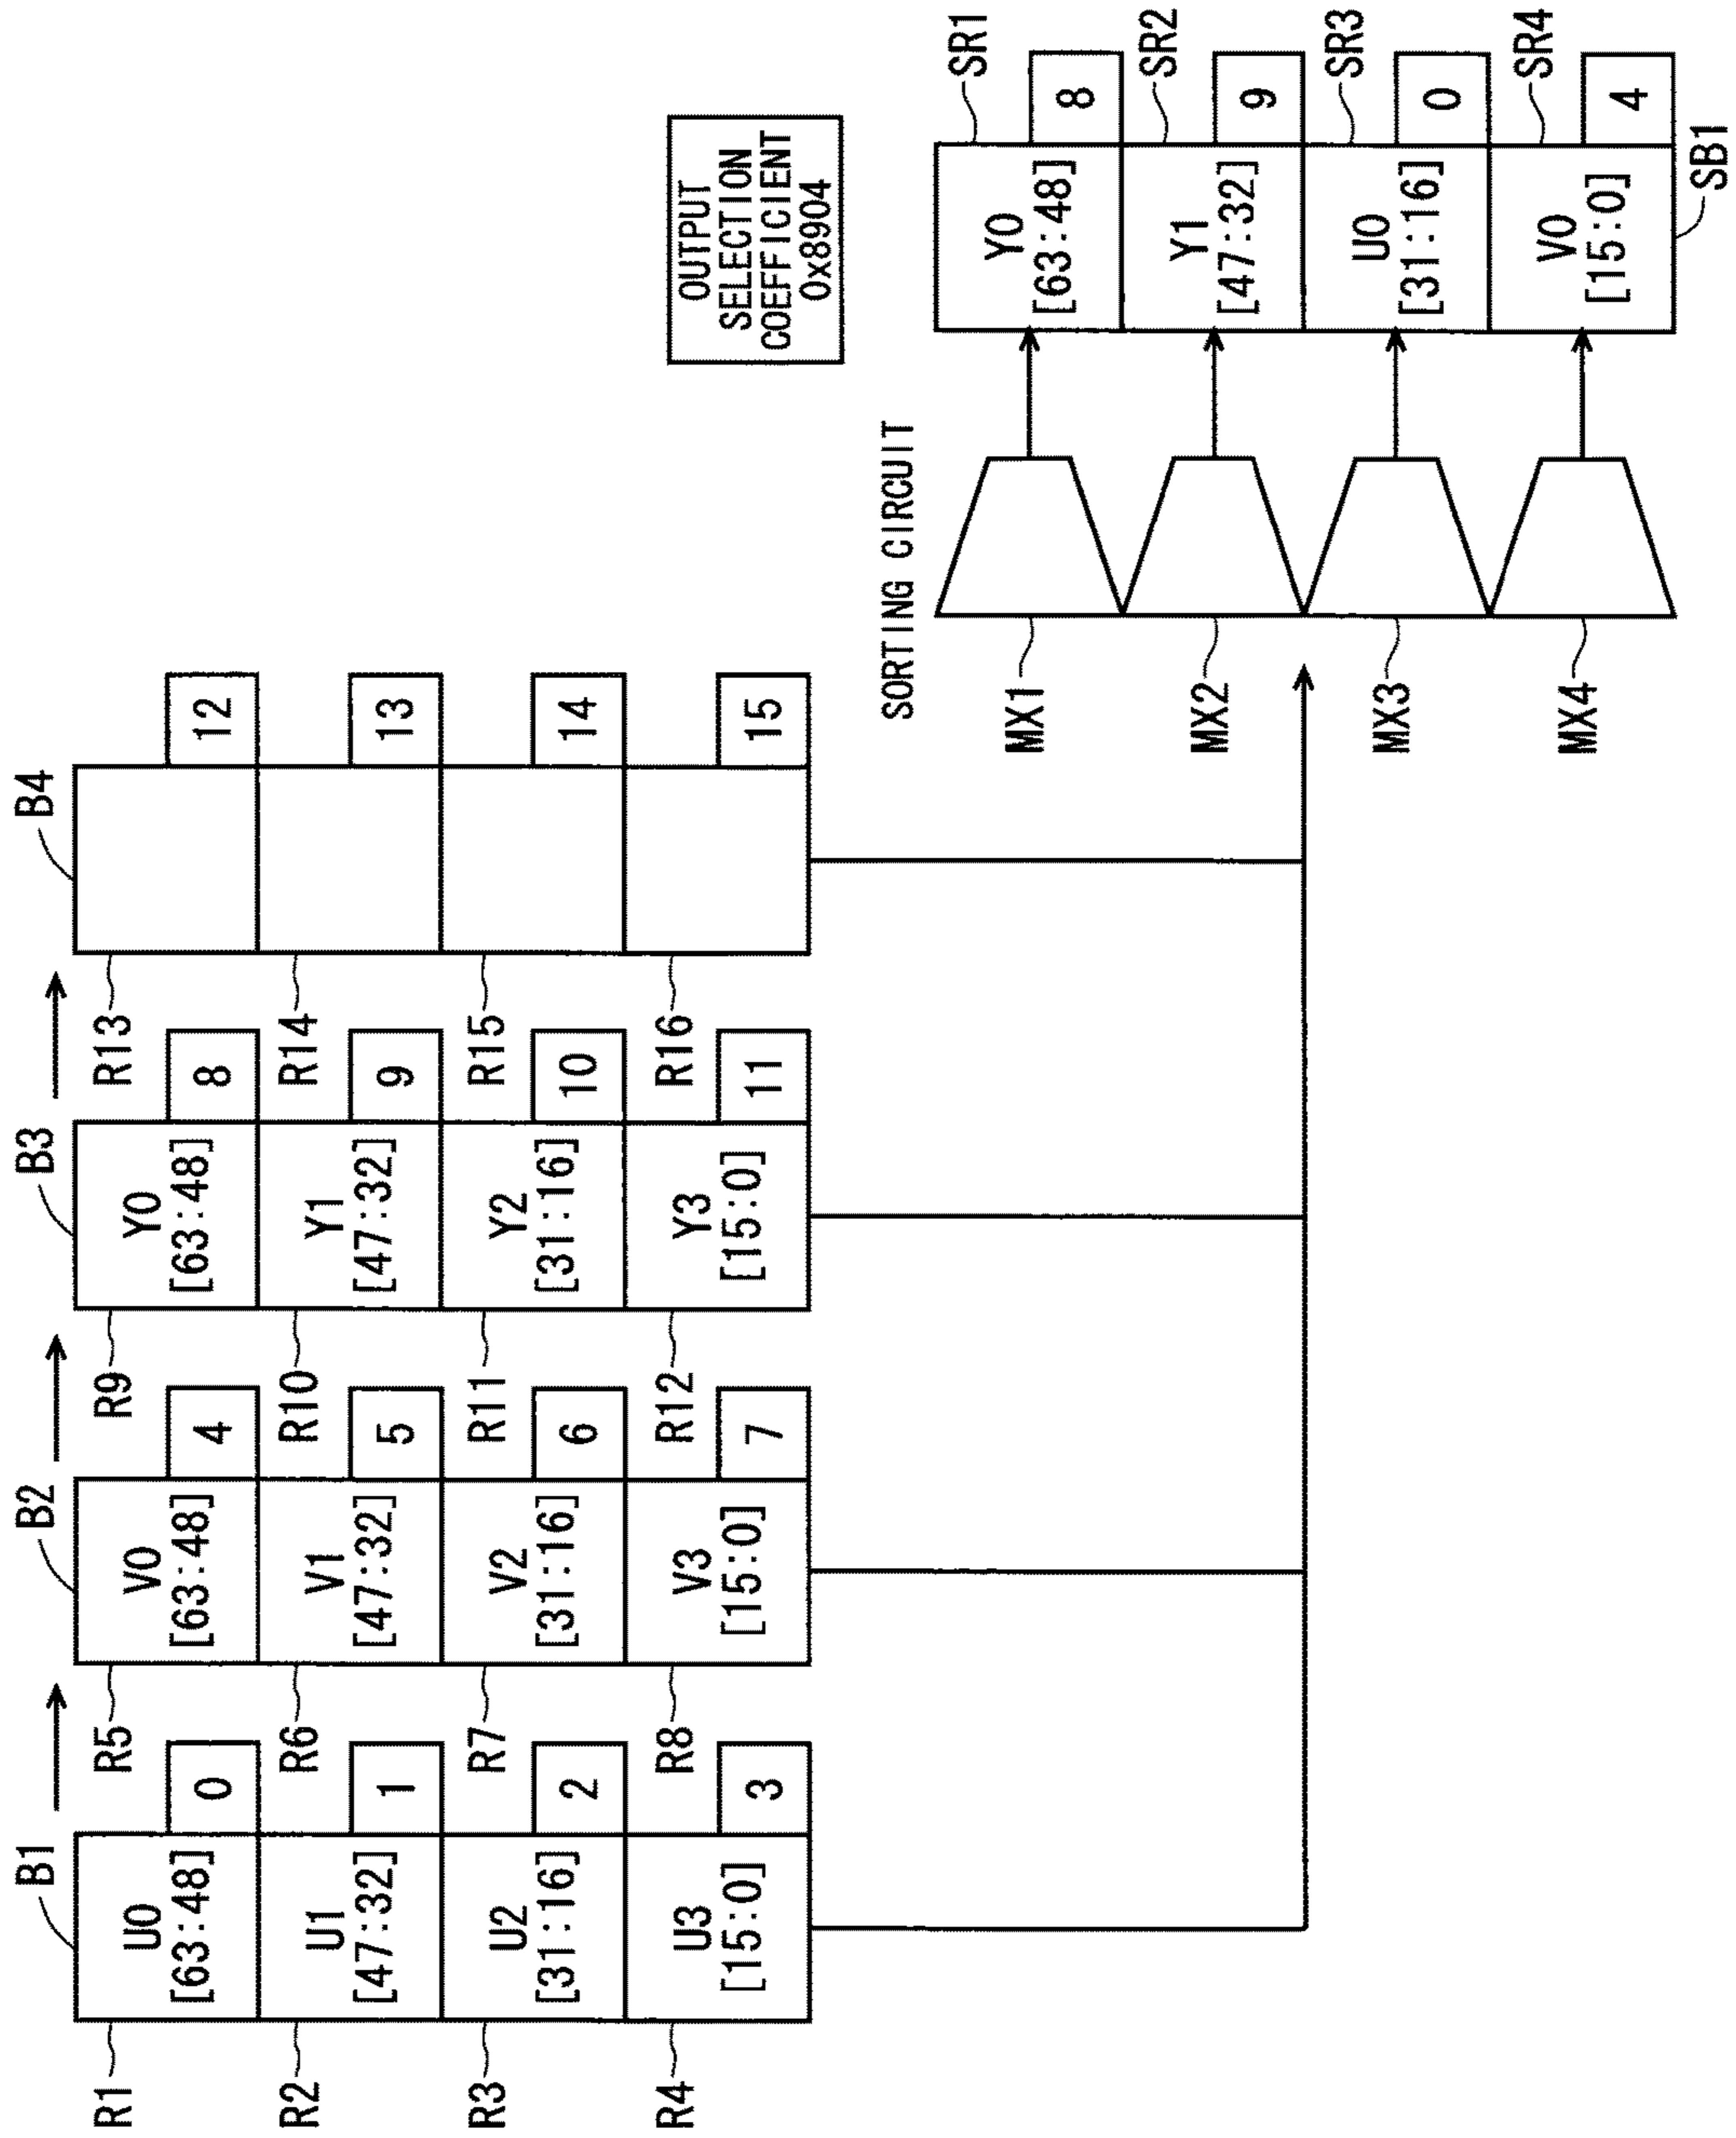 B1
B2
B3
B4
R1
U0
[63:48]
0
R2
U1
[47:32]
1
R3
U2
[31:16]
2
R4
U3
[15:0]
3
R5
V0
[63:48]
4
R6
V1
[47:32]
5
R7
V2
[31:16]
6
R8
V3
[15:0]
7
R9
Y0
[63:48]
8
R10
Y1
[47:32]
9
R11
Y2
[31:16]
10
R12
Y3
[15:0]
11
R13
12
R14
13
R15
14
R16
15
OUTPUT
SELECTION
COEFFICIENT
0x8904
SORTING CIRCUIT
MX1
MX2
MX3
MX4
Y0
[63:48]
8
SR1
Y1
[47:32]
9
SR2
U0
[31:16]
0
SR3
V0
[15:0]
4
SR4
SB1